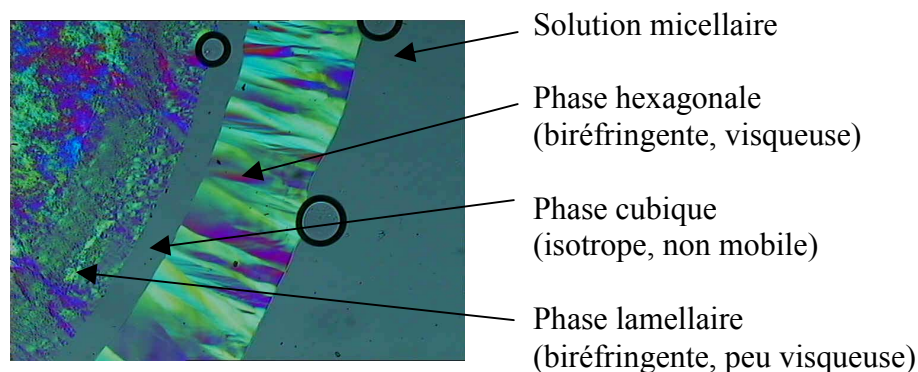 Solution micellaire
Phase hexagonale
(biréfringente, visqueuse)
Phase cubique
(isotrope, non mobile)
Phase lamellaire
(biréfringente, peu visqueuse)